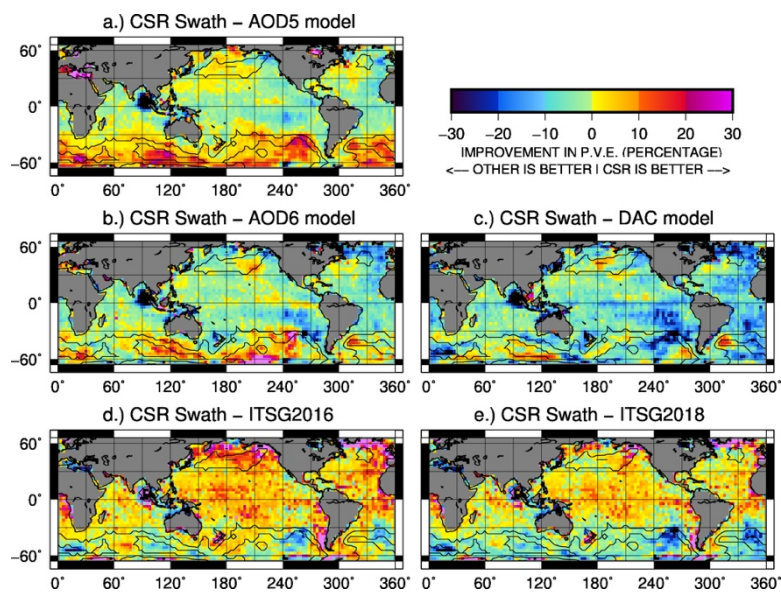 a.) CSR Swath – AOD5 model
60˚
0˚
−60˚
0˚ 60˚ 120˚ 180˚ 240˚ 300˚ 360˚
−30 −20 −10 0 10 20 30
IMPROVEMENT IN P.V.E. (PERCENTAGE)
<−− OTHER IS BETTER | CSR IS BETTER −−>
b.) CSR Swath – AOD6 model
c.) CSR Swath – DAC model
60˚
0˚
−60˚
0˚ 60˚ 120˚ 180˚ 240˚ 300˚ 360˚
0˚ 60˚ 120˚ 180˚ 240˚ 300˚ 360˚
d.) CSR Swath – ITSG2016
e.) CSR Swath – ITSG2018
60˚
0˚
−60˚
0˚ 60˚ 120˚ 180˚ 240˚ 300˚ 360˚
0˚ 60˚ 120˚ 180˚ 240˚ 300˚ 360˚